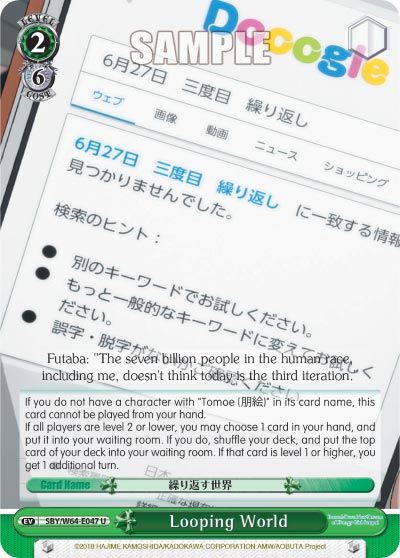 LEVEL
2
6
COST
Docogle
SAMPLE
6月27日 三度目 繰り返し
ウェブ 画像 動画 ニュース ショッピング
6月27日 三度目 繰り返し に一致する情報
見つかりませんでした。
検索のヒント:
● 別のキーワードでお試しください。
● もっと一般的なキーワードに変えてお試しく
ださい。
● 誤字・脱字がないか
Futaba: "The seven billion people in the human race,
including me, doesn't think today is the third iteration.
If you do not have a character with "Tomoe (朋絵)" in its card name, this
card cannot be played from your hand.
If all players are level 2 or lower, you may choose 1 card in your hand, and
put it into your waiting room. If you do, shuffle your deck, and put the top
card of your deck into your waiting room. If that card is level 1 or higher, you
get 1 additional turn.
Card Name
繰り返す世界
EV SBY/W64-E047 U
Looping World
©2018 HAJIME KAMOSHIDA/KADOKAWA CORPORATION AMW/AOBUTA Project